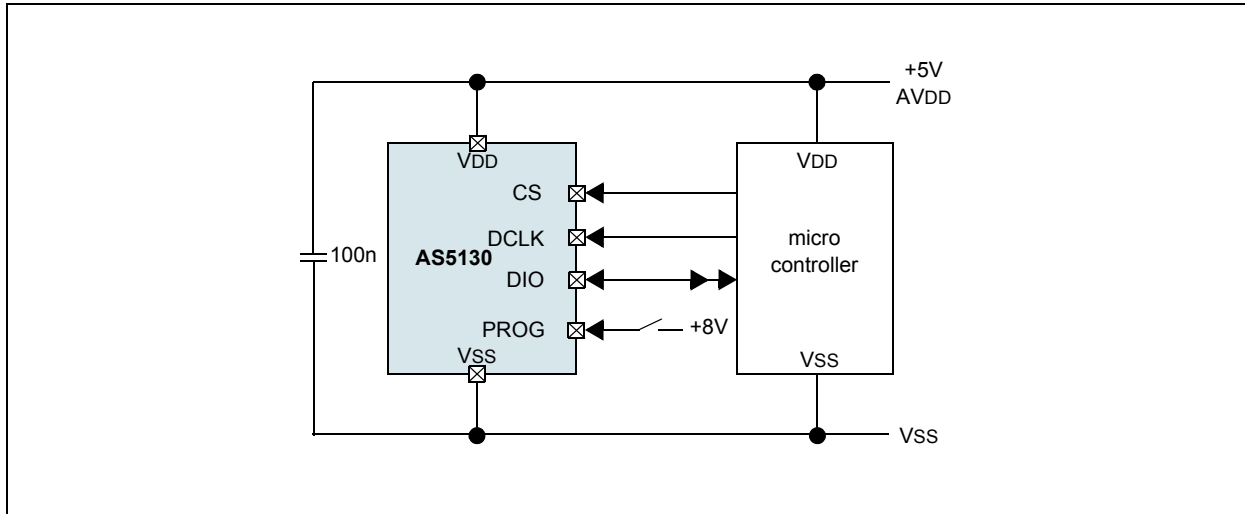 +5V
AVDD
VDD
VDD
CS
DCLK
micro
controller
100n
AS5130
DIO
PROG
+8V
VSS
VSS
VSS